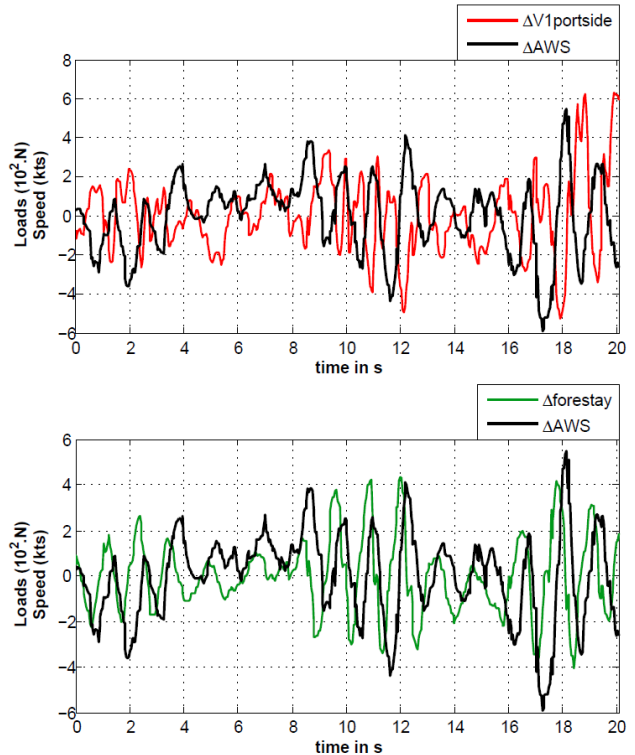 ΔV1portside
ΔAWS
Loads (10²·N)
Speed (kts)
8
6
4
2
0
−2
−4
−6
0 2 4 6 8 10 12 14 16 18 20
time in s
Δforestay
ΔAWS
Loads (10²·N)
Speed (kts)
6
4
2
0
−2
−4
−6
0 2 4 6 8 10 12 14 16 18 20
time in s